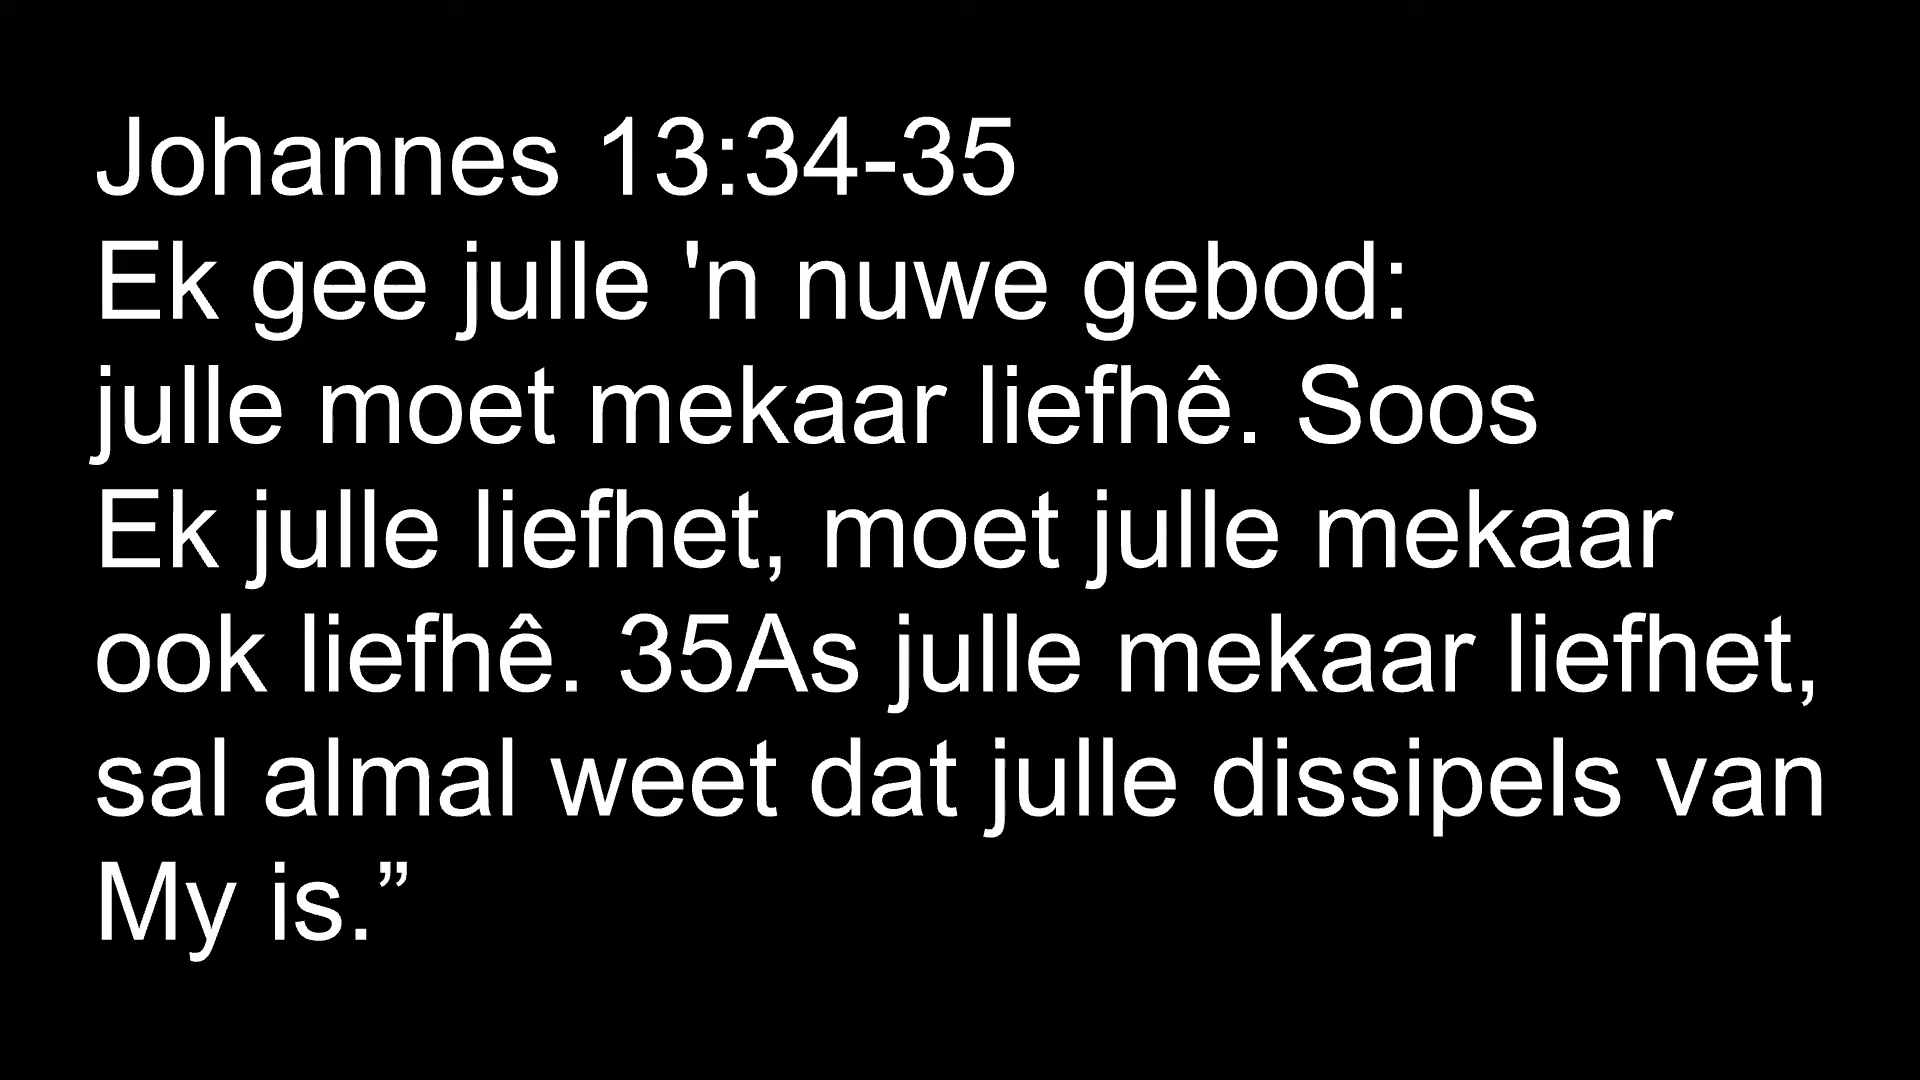 Johannes 13:34-35
Ek gee julle 'n nuwe gebod:
julle moet mekaar liefhê. Soos
Ek julle liefhet, moet julle mekaar
ook liefhê. 35As julle mekaar liefhet,
sal almal weet dat julle dissipels van
My is.”